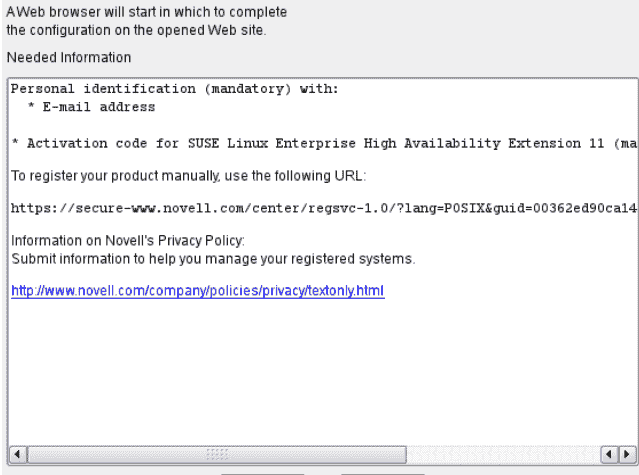 A Web browser will start in which to complete
the configuration on the opened Web site.
Needed Information
Personal identification (mandatory) with:
* E-mail address
* Activation code for SUSE Linux Enterprise High Availability Extension 11 (ma
To register your product manually, use the following URL:
https://secure-www.novell.com/center/regsvc-1.0/?lang=POSIX&guid=00362ed90ca14
Information on Novell's Privacy Policy:
Submit information to help you manage your registered systems.
http://www.novell.com/company/policies/privacy/textonly.html